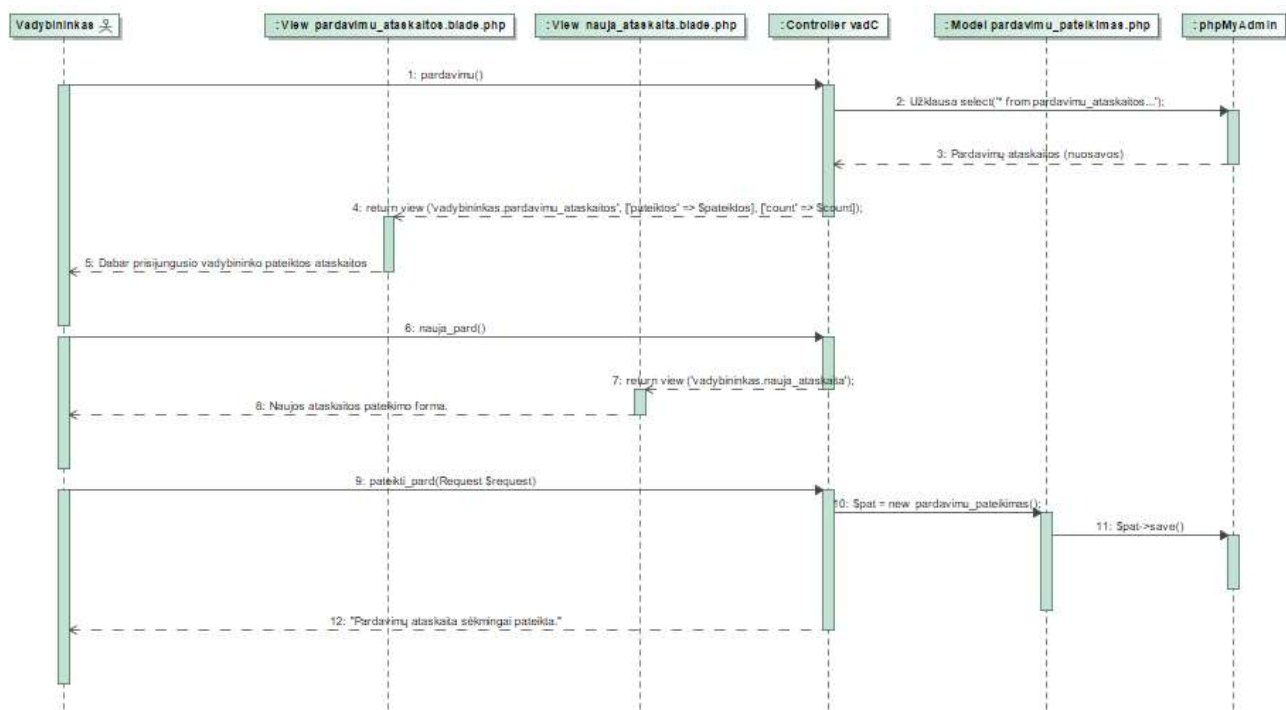 Vadybininkas
: View pardavimu_ataskaitos.blade.php
: View nauja_ataskaita.blade.php
: Controller vadC
: Model pardavimu_pateikimas.php
: phpMyAdmin
1: pardavimu()
2: Užklausa select('* from pardavimu_ataskaitos...');
3: Pardavimų ataskaitos (nuosavos)
4: return view ('vadybininkas.pardavimu_ataskaitos', ['pateiktos' => $pateiktos], ['count' => $count]);
5: Dabar prisijungusio vadybininko pateiktos ataskaitos
6: nauja_pard()
7: return view ('vadybininkas.nauja_ataskaita');
8: Naujos ataskaitos pateikimo forma.
9: pateikti_pard(Request $request)
10: $pat = new pardavimu_pateikimas();
11: $pat->save()
12: "Pardavimų ataskaita sėkmingai pateikta."